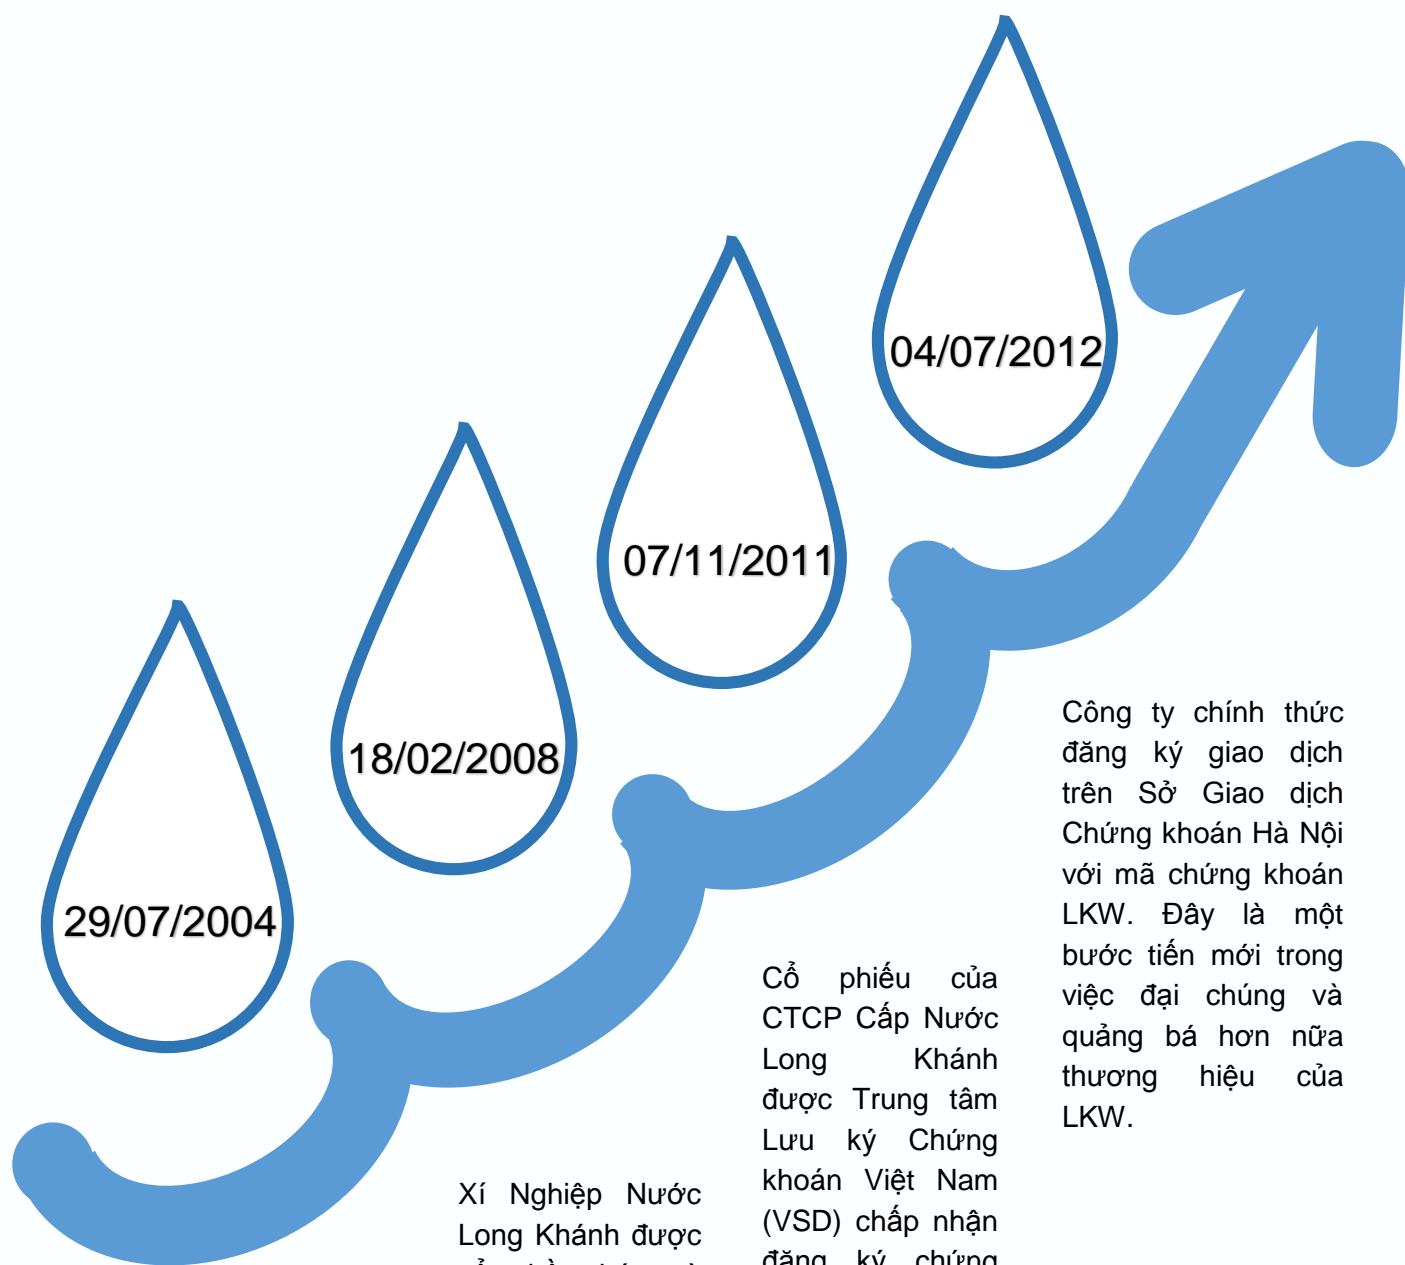 04/07/2012
07/11/2011
18/02/2008
29/07/2004
Công ty chính thức
đăng ký giao dịch
trên Sở Giao dịch
Chứng khoán Hà Nội
với mã chứng khoán
LKW. Đây là một
bước tiến mới trong
việc đại chúng và
quảng bá hơn nữa
thương hiệu của
LKW.
Cổ phiếu của
CTCP Cấp Nước
Long Khánh
được Trung tâm
Lưu ký Chứng
khoán Việt Nam
(VSD) chấp nhận
đăng ký chứng
Xí Nghiệp Nước
Long Khánh được